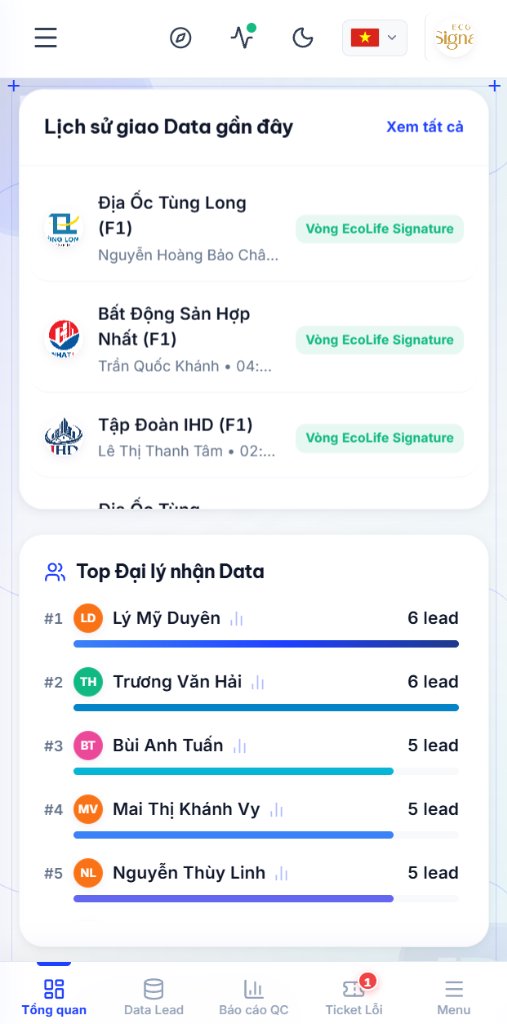 ECO
Signa
Lịch sử giao Data gần đây
Xem tất cả
Địa Ốc Tùng Long
(F1)
Nguyễn Hoàng Bảo Châ...
Vòng EcoLife Signature
Bất Động Sản Hợp
Nhất (F1)
Trần Quốc Khánh • 04:...
Vòng EcoLife Signature
Tập Đoàn IHD (F1)
Lê Thị Thanh Tâm • 02:...
Vòng EcoLife Signature
Địa Ốc Tùng
Top Đại lý nhận Data
#1 LD Lý Mỹ Duyên 6 lead
#2 TH Trương Văn Hải 6 lead
#3 BT Bùi Anh Tuấn 5 lead
#4 MV Mai Thị Khánh Vy 5 lead
#5 NL Nguyễn Thùy Linh 5 lead
1
Tổng quan Data Lead Báo cáo QC Ticket Lỗi Menu